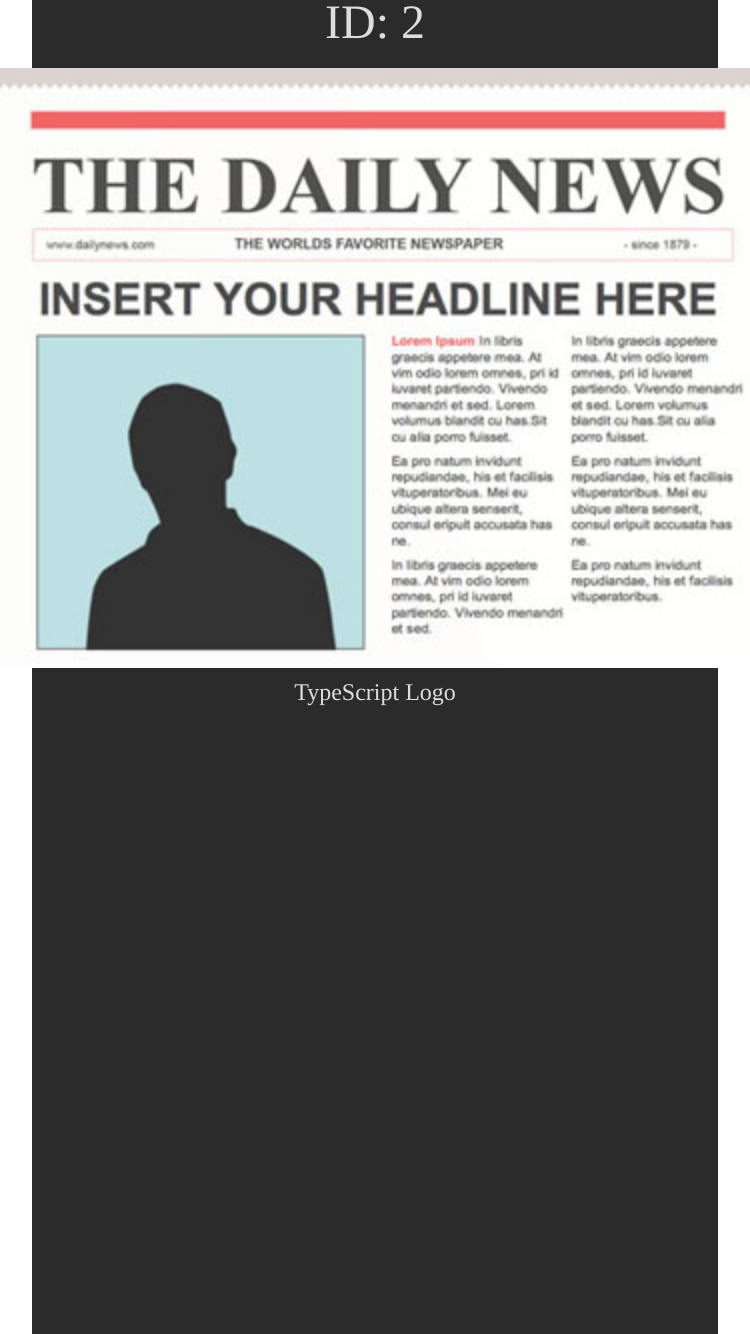 ID: 2
THE DAILY NEWS
www.dailynews.com THE WORLDS FAVORITE NEWSPAPER - since 1879 -
INSERT YOUR HEADLINE HERE
Lorem Ipsum In libris
graecis appetere mea. At
vim odio lorem omnes, pri id
iuvaret partiendo. Vivendo
menandri et sed. Lorem
volumus blandit cu has.Sit
cu alia porro fuisset.
Ea pro natum invidunt
repudiandae, his et facilisis
vituperatoribus. Mei eu
ubique altera senserit,
consul eripuit accusata has
ne.
In libris graecis appetere
mea. At vim odio lorem
omnes, pri id iuvaret
partiendo. Vivendo menandri
et sed.
In libris graecis appetere
mea. At vim odio lorem
omnes, pri id iuvaret
partiendo. Vivendo menandri
et sed. Lorem volumus
blandit cu has.Sit cu alia
porro fuisset.
Ea pro natum invidunt
repudiandae, his et facilisis
vituperatoribus. Mei eu
ubique altera senserit,
consul eripuit accusata has
ne.
Ea pro natum invidunt
repudiandae, his et facilisis
vituperatoribus.
TypeScript Logo